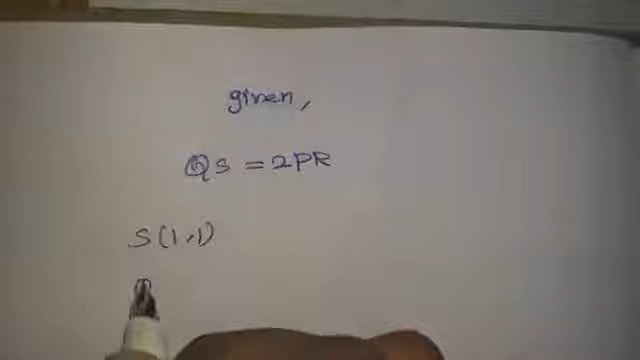 given,
QS = 2PR
S(1,1)